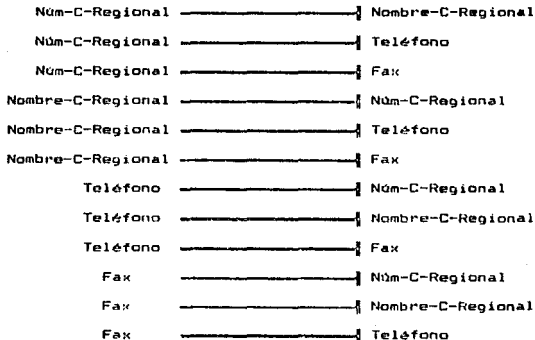 Núm-C-Regional Nombre-C-Regional
Núm-C-Regional Teléfono
Núm-C-Regional Fax
Nombre-C-Regional Núm-C-Regional
Nombre-C-Regional Teléfono
Nombre-C-Regional Fax
Teléfono Núm-C-Regional
Teléfono Nombre-C-Regional
Teléfono Fax
Fax Núm-C-Regional
Fax Nombre-C-Regional
Fax Teléfono